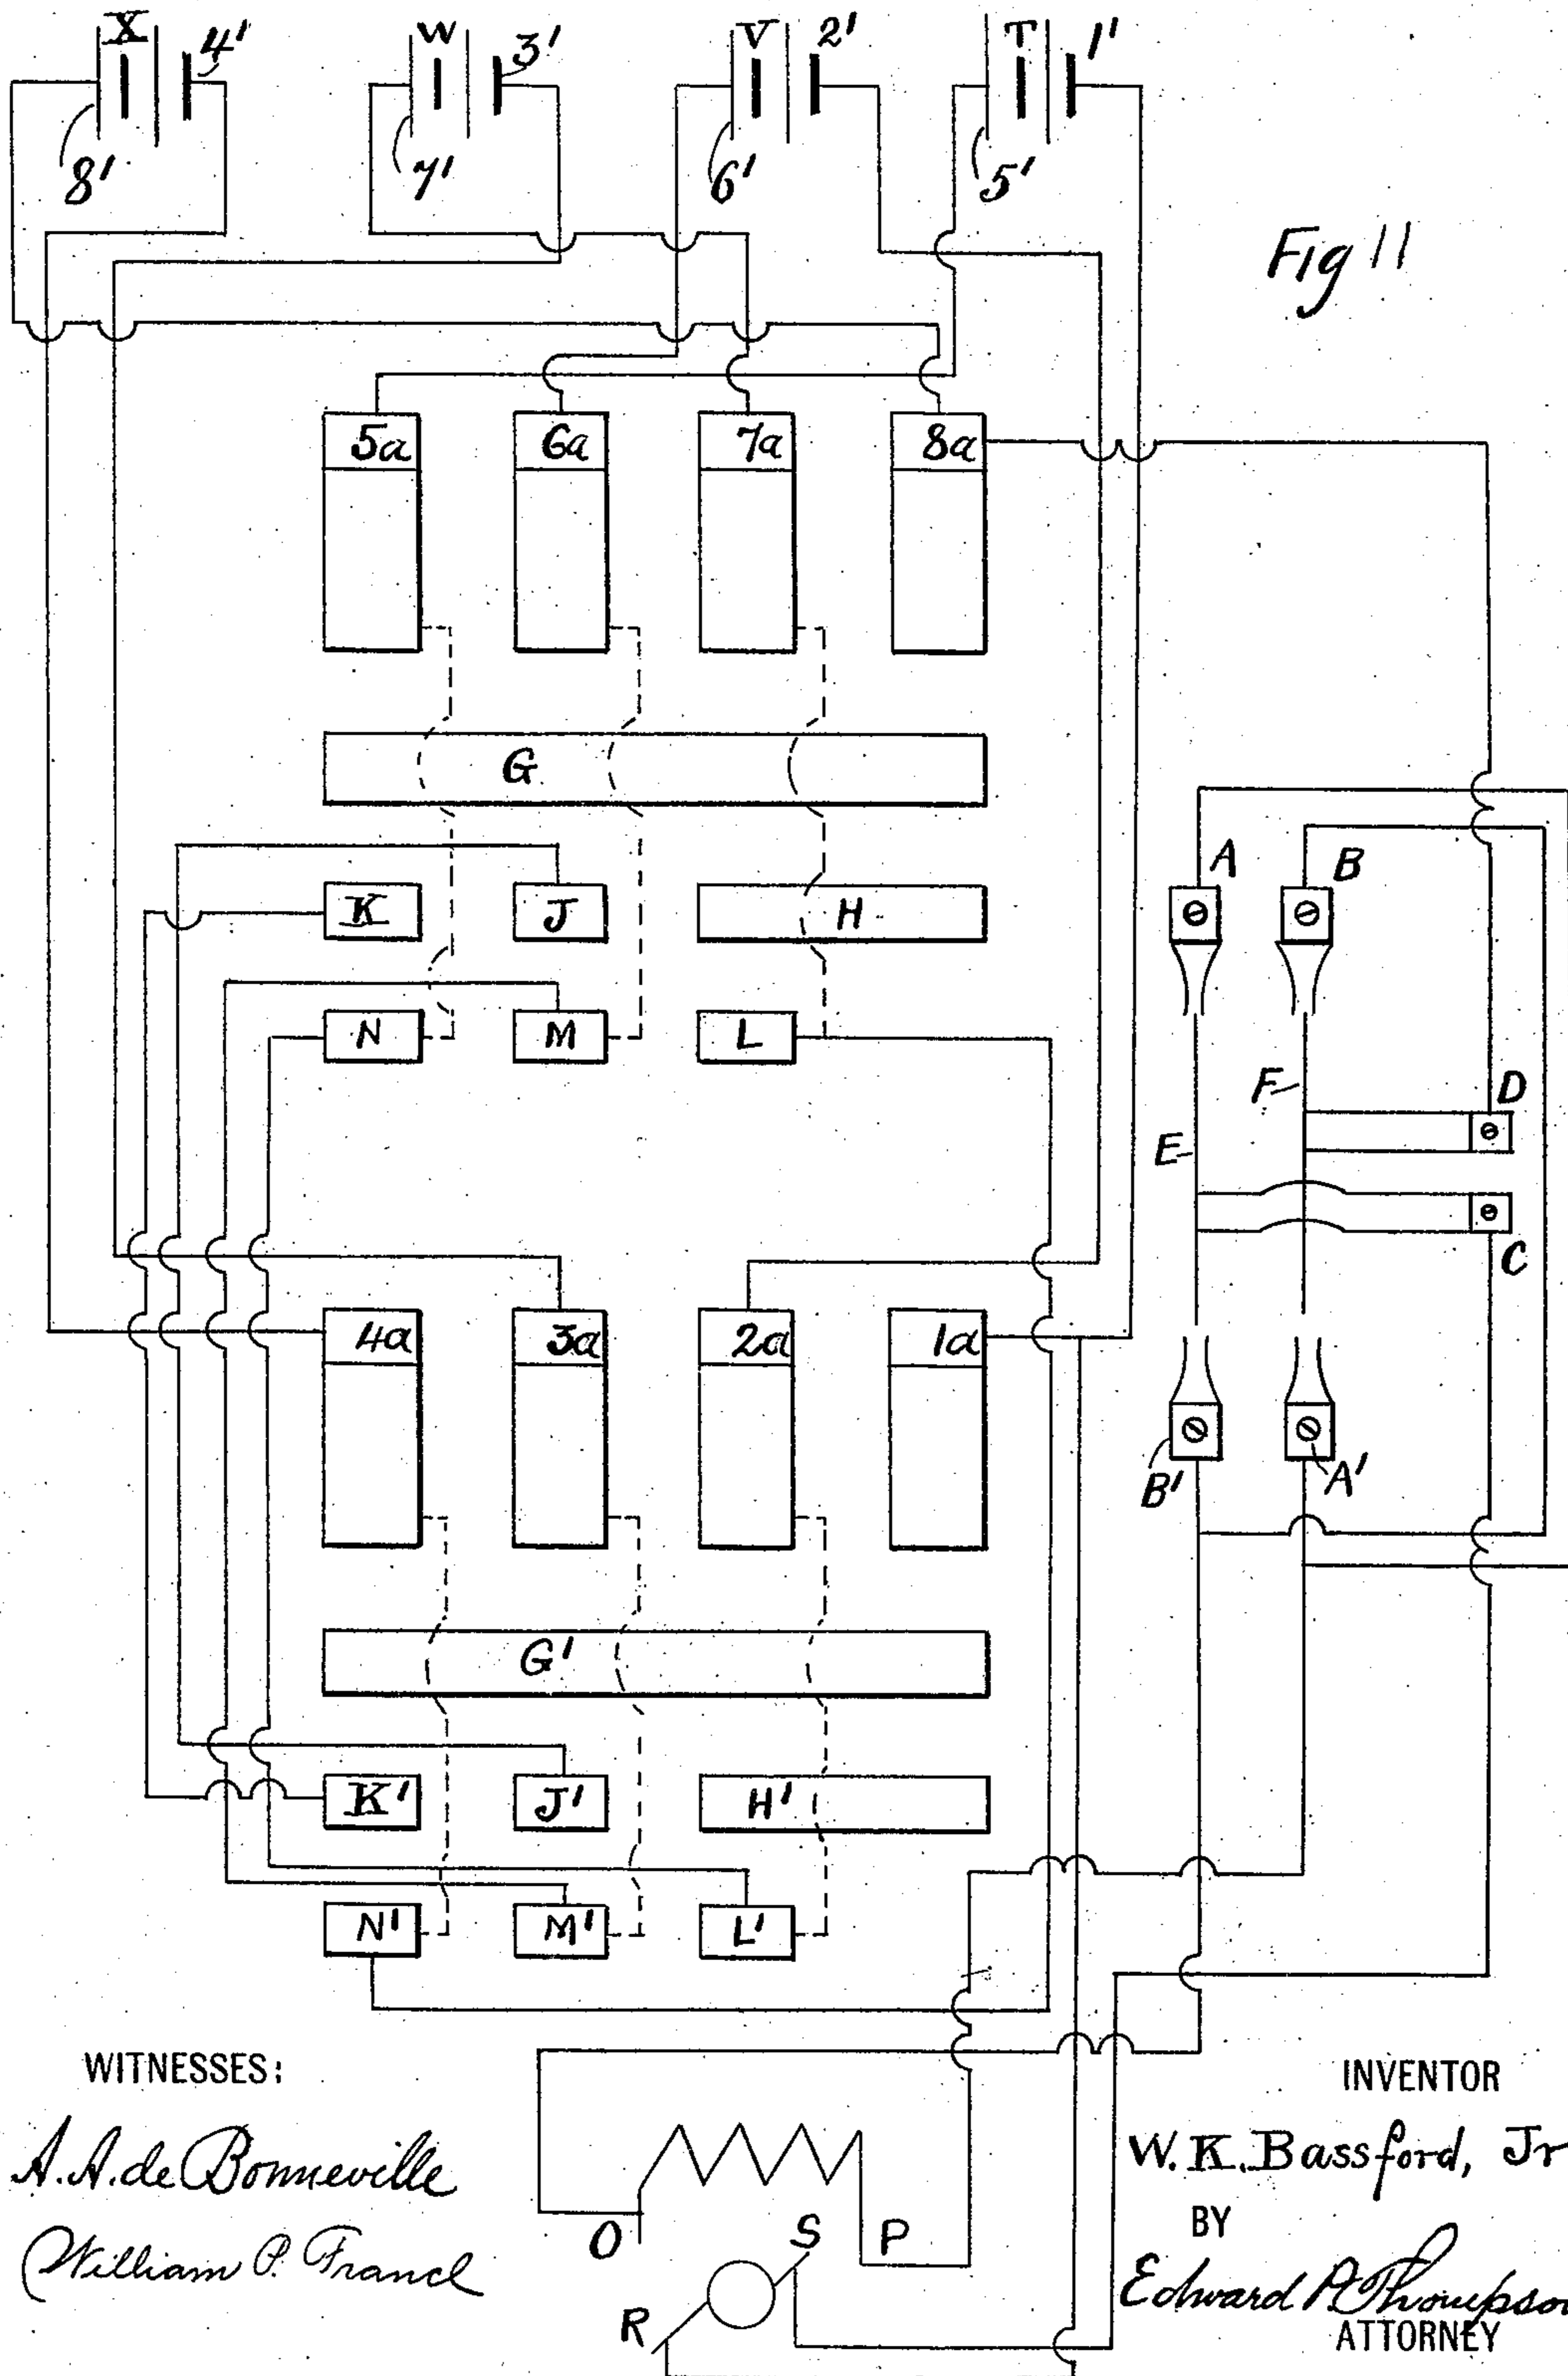 X 4' W 3' V 2' T 1'
8' 7' 6' 5'
Fig 11
5a 6a 7a 8a
G
A B
K J H
N M L
F D
E
C
4a 3a 2a 1a
B' A'
G'
K' J' H'
N' M' L'
WITNESSES:
A. A. de Bonneville
William P.
INVENTOR
W. K. Bassford, Jr
BY
Edward P. Thompson
ATTORNEY
O S P
R